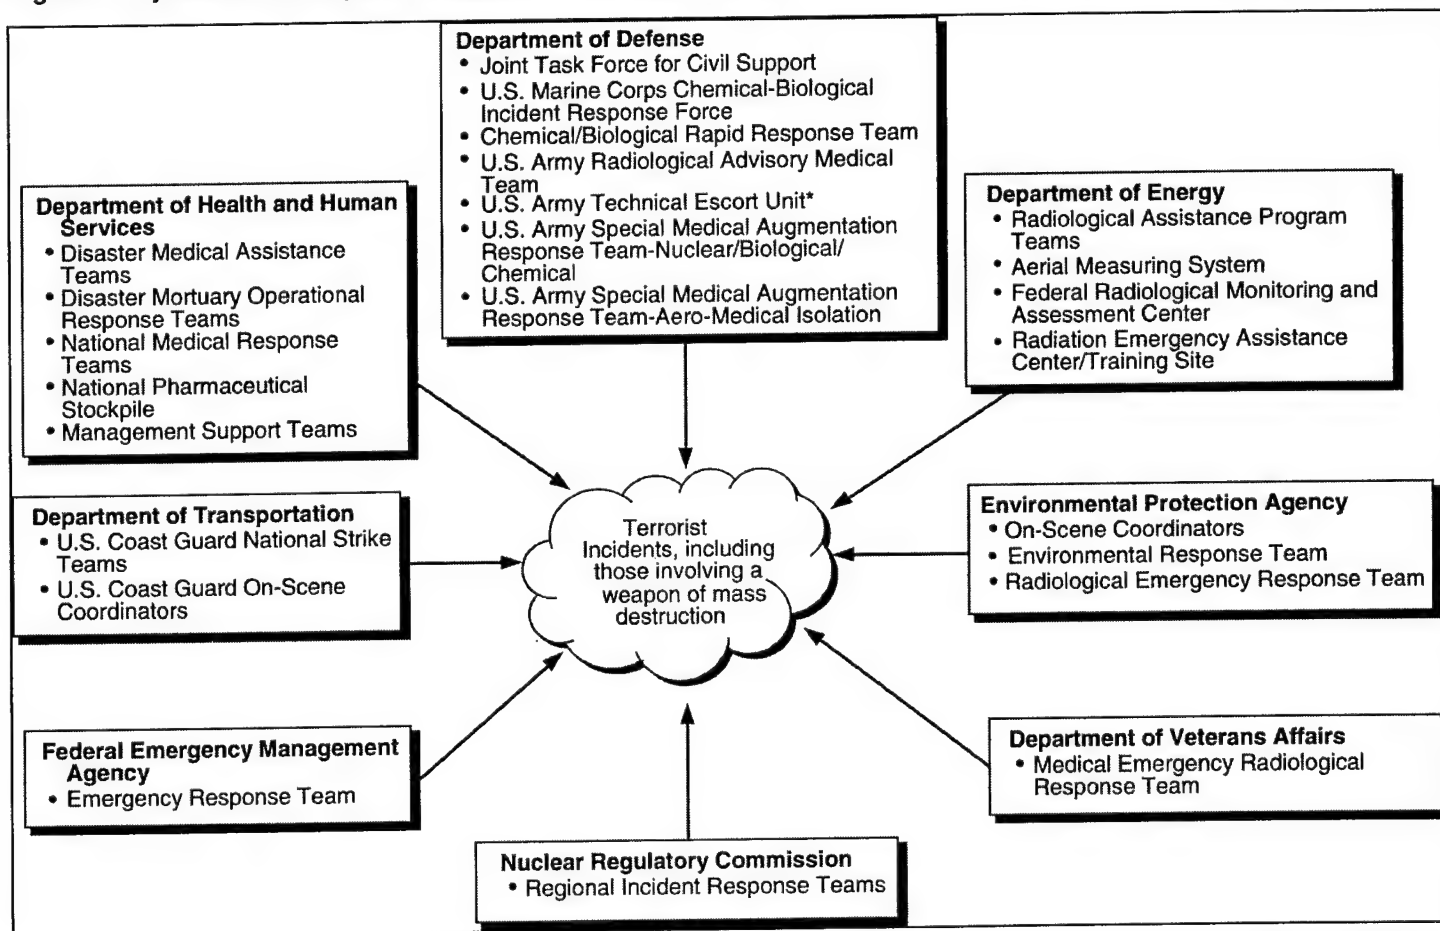 Department of Defense
• Joint Task Force for Civil Support
• U.S. Marine Corps Chemical-Biological
Incident Response Force
• Chemical/Biological Rapid Response Team
• U.S. Army Radiological Advisory Medical
Team
• U.S. Army Technical Escort Unit*
• U.S. Army Special Medical Augmentation
Response Team-Nuclear/Biological/
Chemical
• U.S. Army Special Medical Augmentation
Response Team-Aero-Medical Isolation
Department of Health and Human
Services
• Disaster Medical Assistance
Teams
• Disaster Mortuary Operational
Response Teams
• National Medical Response
Teams
• National Pharmaceutical
Stockpile
• Management Support Teams
Department of Energy
• Radiological Assistance Program
Teams
• Aerial Measuring System
• Federal Radiological Monitoring and
Assessment Center
• Radiation Emergency Assistance
Center/Training Site
Department of Transportation
• U.S. Coast Guard National Strike
Teams
• U.S. Coast Guard On-Scene
Coordinators
Terrorist
Incidents, including
those involving a
weapon of mass
destruction
Environmental Protection Agency
• On-Scene Coordinators
• Environmental Response Team
• Radiological Emergency Response Team
Federal Emergency Management
Agency
• Emergency Response Team
Department of Veterans Affairs
• Medical Emergency Radiological
Response Team
Nuclear Regulatory Commission
• Regional Incident Response Teams